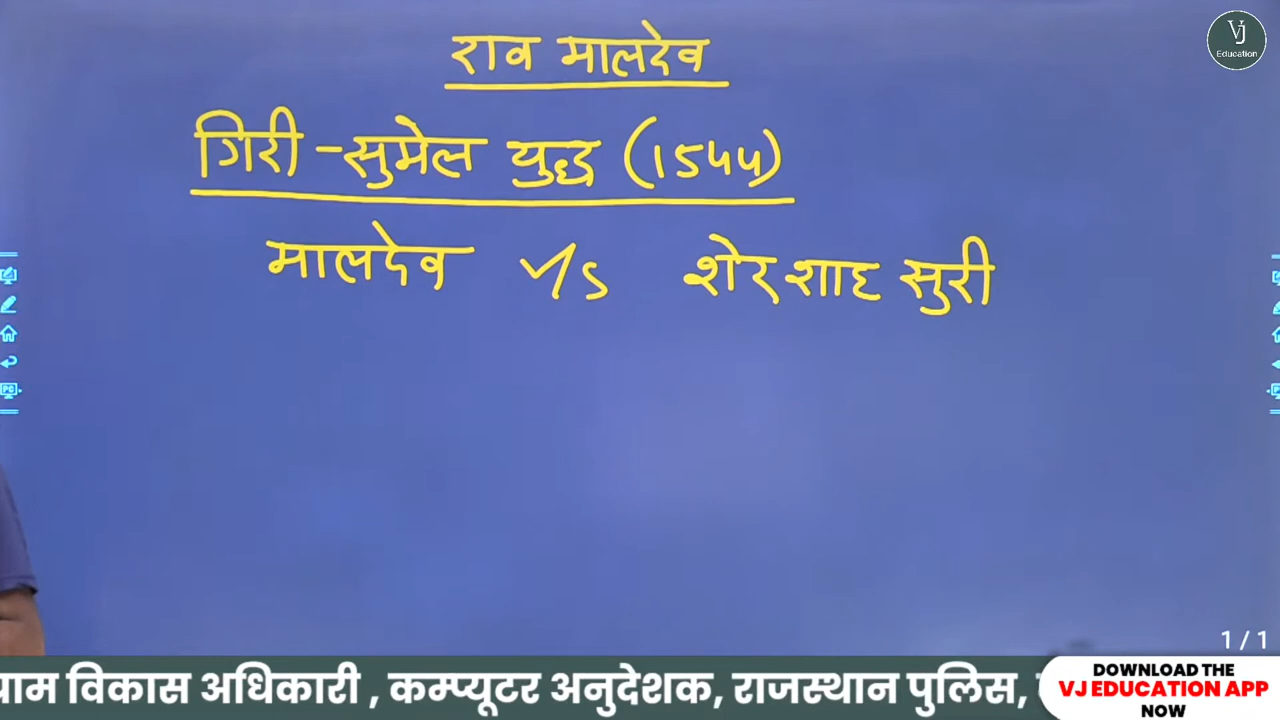 राव मालदेव
Vj
Education
गिरी-सुमेल युद्ध (1544)
मालदेव V/S शेरशाह सुरी
1 / 1
ग्राम विकास अधिकारी , कम्प्यूटर अनुदेशक, राजस्थान पुलिस,
DOWNLOAD THE
VJ EDUCATION APP
NOW